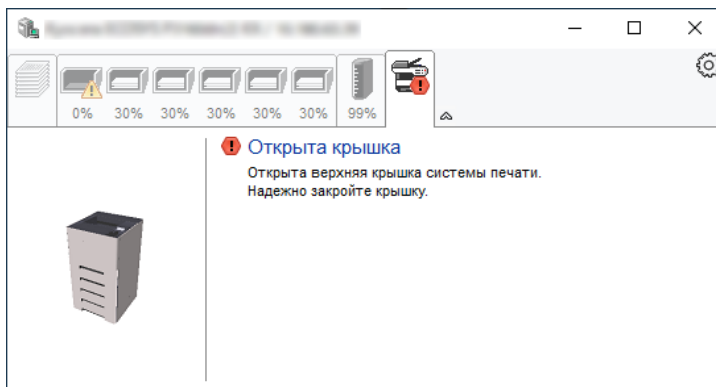 0% 30% 30% 30% 30% 30% 99%
Открыта крышка
Открыта верхняя крышка системы печати.
Надежно закройте крышку.